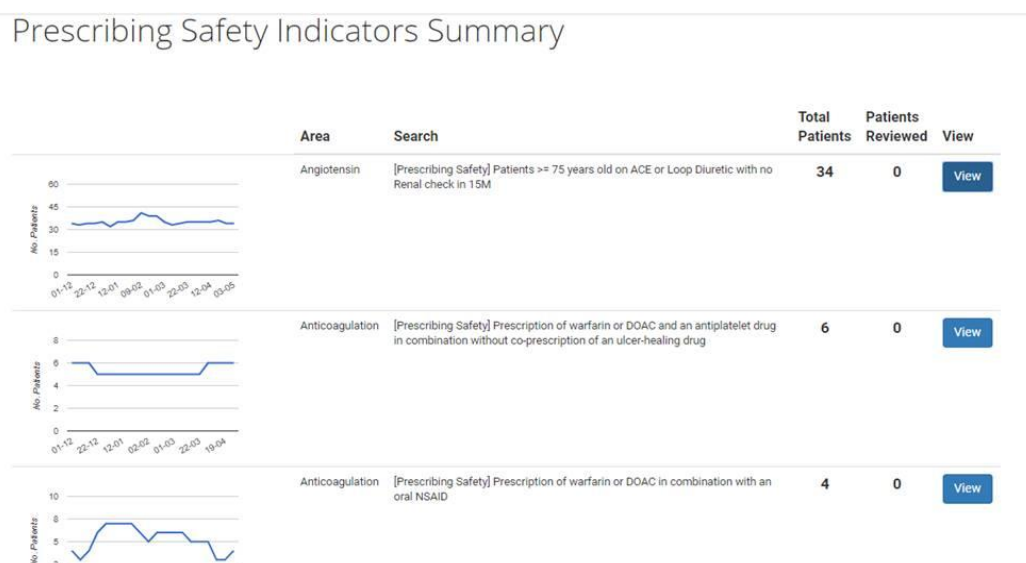 Prescribing Safety Indicators Summary
Total Patients
Patients Reviewed
Area
Search
View
Angiotensin
[Prescribing Safety] Patients >= 75 years old on ACE or Loop Diuretic with no
Renal check in 15M
34
0
View
No. Patients
60
45
30
15
0
01-12 22-12 12-01 09-02 01-03 22-03 12-04 03-05
Anticoagulation
[Prescribing Safety] Prescription of warfarin or DOAC and an antiplatelet drug
in combination without co-prescription of an ulcer-healing drug
6
0
View
No. Patients
8
6
4
2
0
01-12 22-12 12-01 02-02 01-03 22-03 19-04
Anticoagulation
[Prescribing Safety] Prescription of warfarin or DOAC in combination with an
oral NSAID
4
0
View
No. Patients
10
8
5